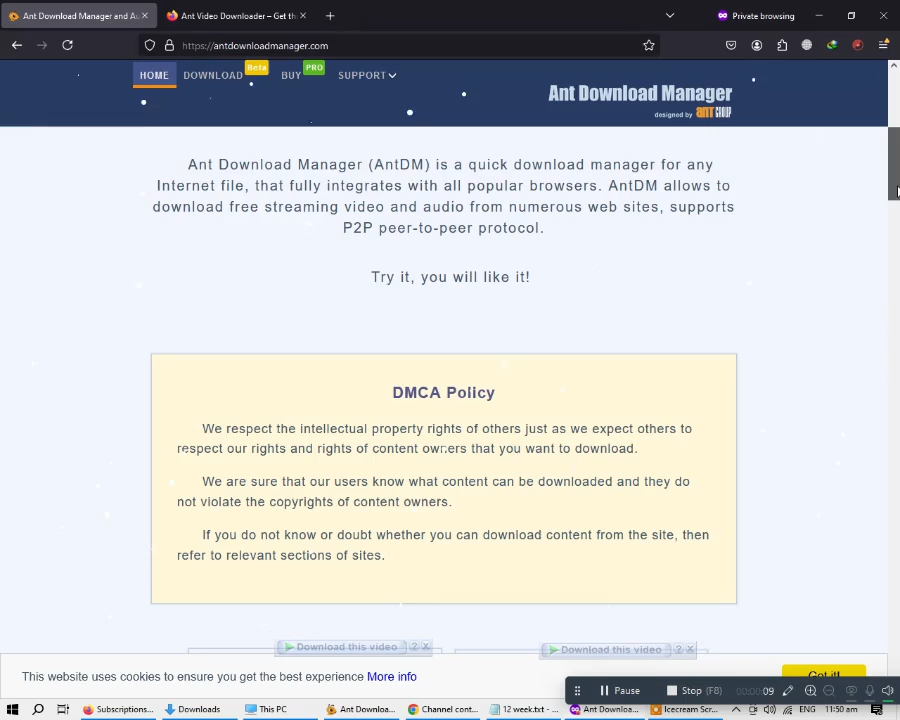 Ant Download Manager and Au
Ant Video Downloader – Get th
Private browsing
https://antdownloadmanager.com
HOME
DOWNLOAD
Beta
BUY
PRO
SUPPORT
Ant Download Manager
designed by ANT GROUP
Ant Download Manager (AntDM) is a quick download manager for any
Internet file, that fully integrates with all popular browsers. AntDM allows to
download free streaming video and audio from numerous web sites, supports
P2P peer-to-peer protocol.
Try it, you will like it!
DMCA Policy
We respect the intellectual property rights of others just as we expect others to
respect our rights and rights of content owners that you want to download.
We are sure that our users know what content can be downloaded and they do
not violate the copyrights of content owners.
If you do not know or doubt whether you can download content from the site, then
refer to relevant sections of sites.
Download this video ? X
Download this video ? X
This website uses cookies to ensure you get the best experience More info
Got it!
Pause
Stop (F8)
00:00:09
Subscriptions...
Downloads
This PC
Ant Downloa...
Channel cont...
12 week.txt - ...
Ant Downloa...
Icecream Scr...
ENG
11:50 am